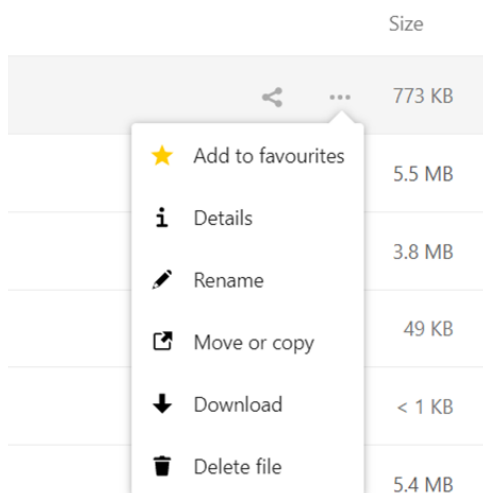 Size
773 KB
Add to favourites
5.5 MB
Details
3.8 MB
Rename
49 KB
Move or copy
Download
< 1 KB
Delete file
5.4 MB